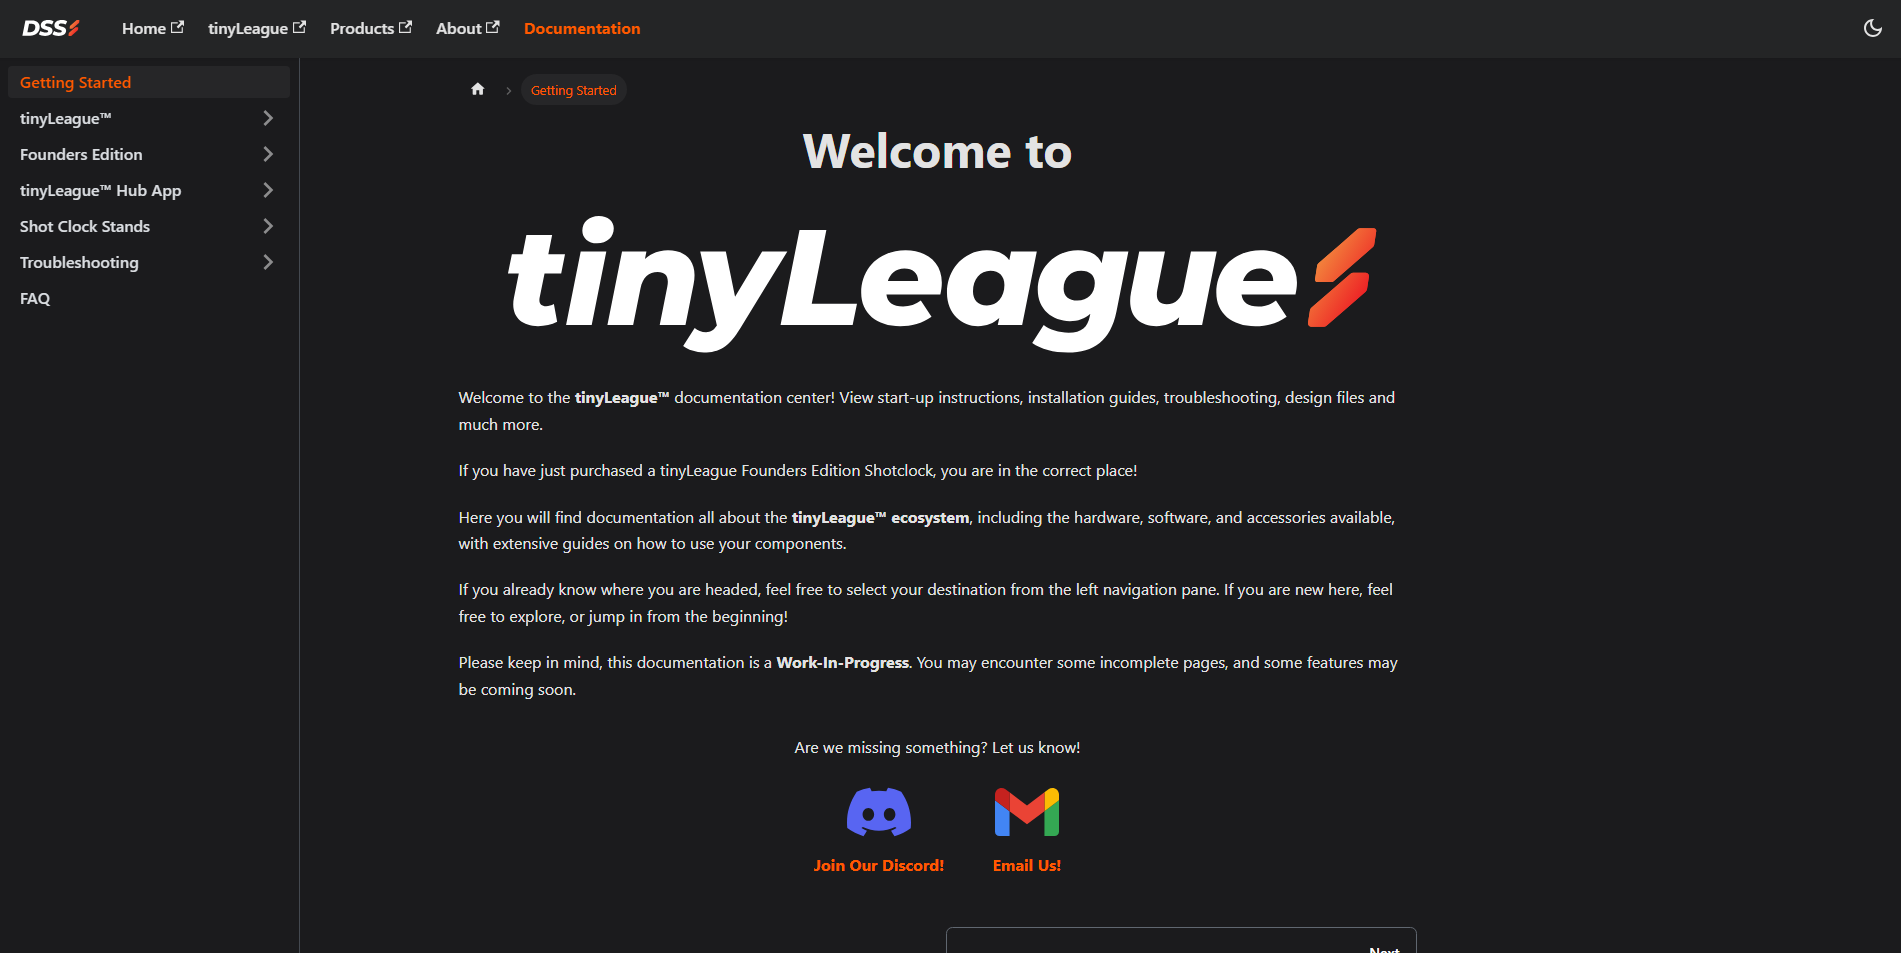 DSS
Home
tinyLeague
Products
About
Documentation
Getting Started
tinyLeague™
Founders Edition
tinyLeague™ Hub App
Shot Clock Stands
Troubleshooting
FAQ
Getting Started
Welcome to
tinyLeague
Welcome to the tinyLeague™ documentation center! View start-up instructions, installation guides, troubleshooting, design files and
much more.
If you have just purchased a tinyLeague Founders Edition Shotclock, you are in the correct place!
Here you will find documentation all about the tinyLeague™ ecosystem, including the hardware, software, and accessories available,
with extensive guides on how to use your components.
If you already know where you are headed, feel free to select your destination from the left navigation pane. If you are new here, feel
free to explore, or jump in from the beginning!
Please keep in mind, this documentation is a Work-In-Progress. You may encounter some incomplete pages, and some features may
be coming soon.
Are we missing something? Let us know!
Join Our Discord!
Email Us!
Next